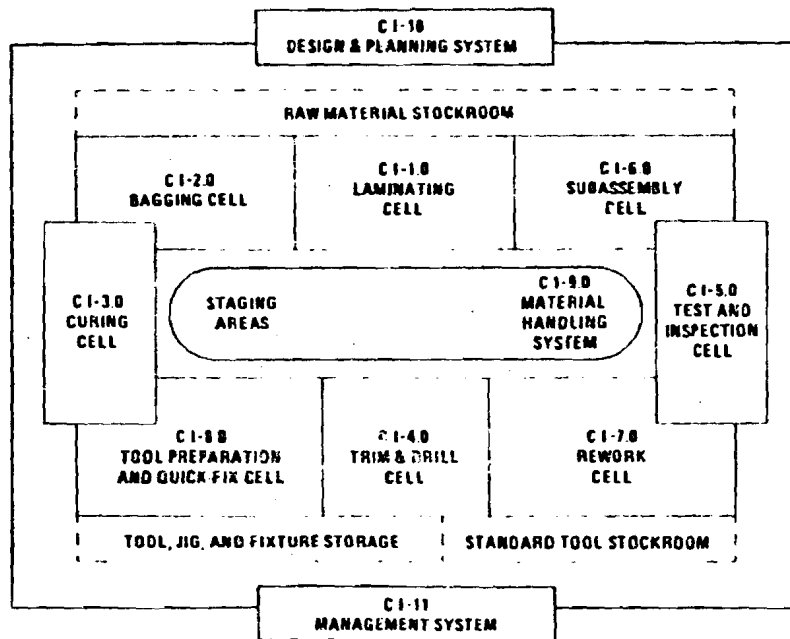 C I-10
DESIGN & PLANNING SYSTEM
RAW MATERIAL STOCKROOM
C I-2.0
BAGGING CELL
C I-1.0
LAMINATING
CELL
C I-6.0
SUBASSEMBLY
CELL
C I-3.0
CURING
CELL
STAGING
AREAS
C I-9.0
MATERIAL
HANDLING
SYSTEM
C I-5.0
TEST AND
INSPECTION
CELL
C I-8.0
TOOL PREPARATION
AND QUICK-FIX CELL
C I-4.0
TRIM & DRILL
CELL
C I-7.0
REWORK
CELL
TOOL, JIG, AND FIXTURE STORAGE
STANDARD TOOL STOCKROOM
C I-11
MANAGEMENT SYSTEM